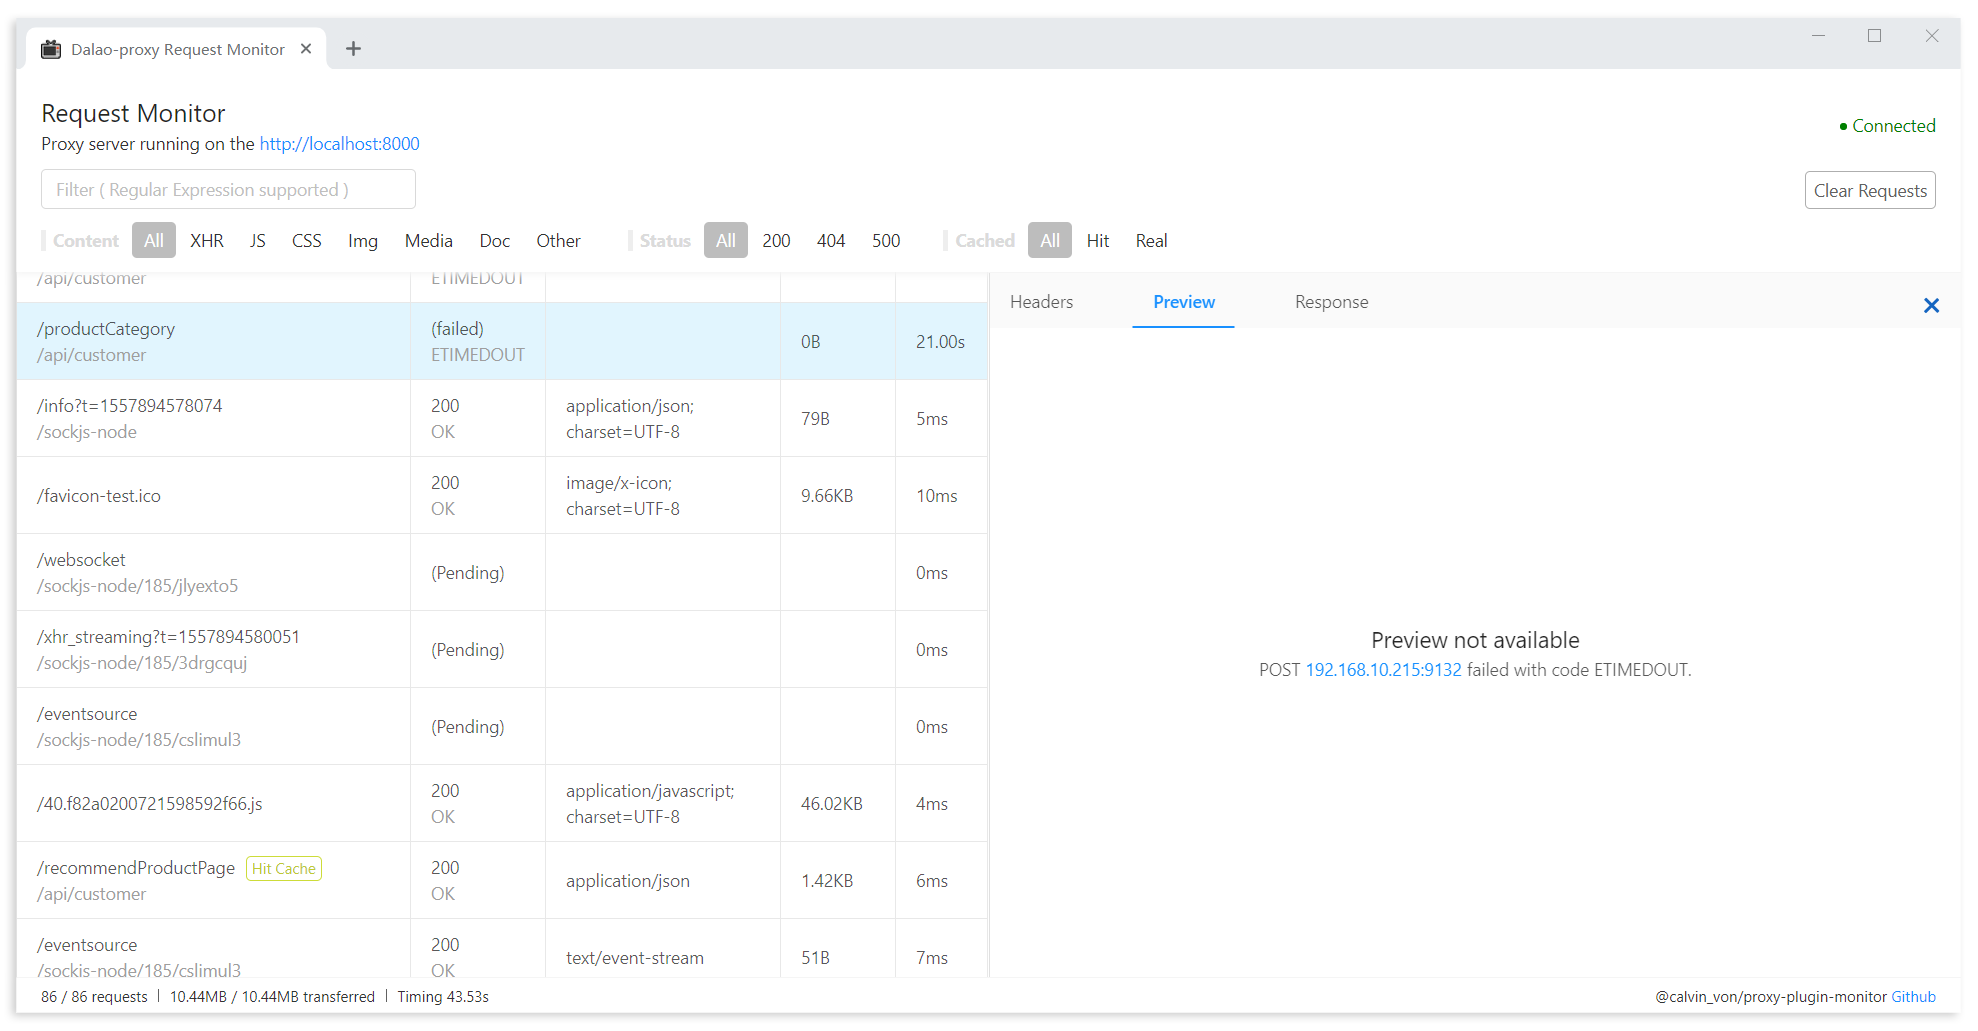 Dalao-proxy Request Monitor
Request Monitor
Proxy server running on the http://localhost:8000
Connected
Filter ( Regular Expression supported )
Clear Requests
Content All XHR JS CSS Img Media Doc Other Status All 200 404 500 Cached All Hit Real
/api/customer ETIMEDOUT
Headers Preview Response
/productCategory (failed)
/api/customer ETIMEDOUT
0B 21.00s
/info?t=1557894578074 200 application/json;
/sockjs-node OK charset=UTF-8
79B 5ms
/favicon-test.ico
200 image/x-icon;
OK charset=UTF-8
9.66KB 10ms
/websocket
/sockjs-node/185/jlyexto5
(Pending) 0ms
/xhr_streaming?t=1557894580051
/sockjs-node/185/3drgcquj
(Pending) 0ms
/eventsource
/sockjs-node/185/cslimul3
(Pending) 0ms
/40.f82a0200721598592f66.js
200 application/javascript;
OK charset=UTF-8
46.02KB 4ms
/recommendProductPage Hit Cache 200
/api/customer OK
application/json 1.42KB 6ms
/eventsource 200
/sockjs-node/185/cslimul3 OK
text/event-stream 51B 7ms
Preview not available
POST 192.168.10.215:9132 failed with code ETIMEDOUT.
86 / 86 requests | 10.44MB / 10.44MB transferred | Timing 43.53s
@calvin_von/proxy-plugin-monitor Github